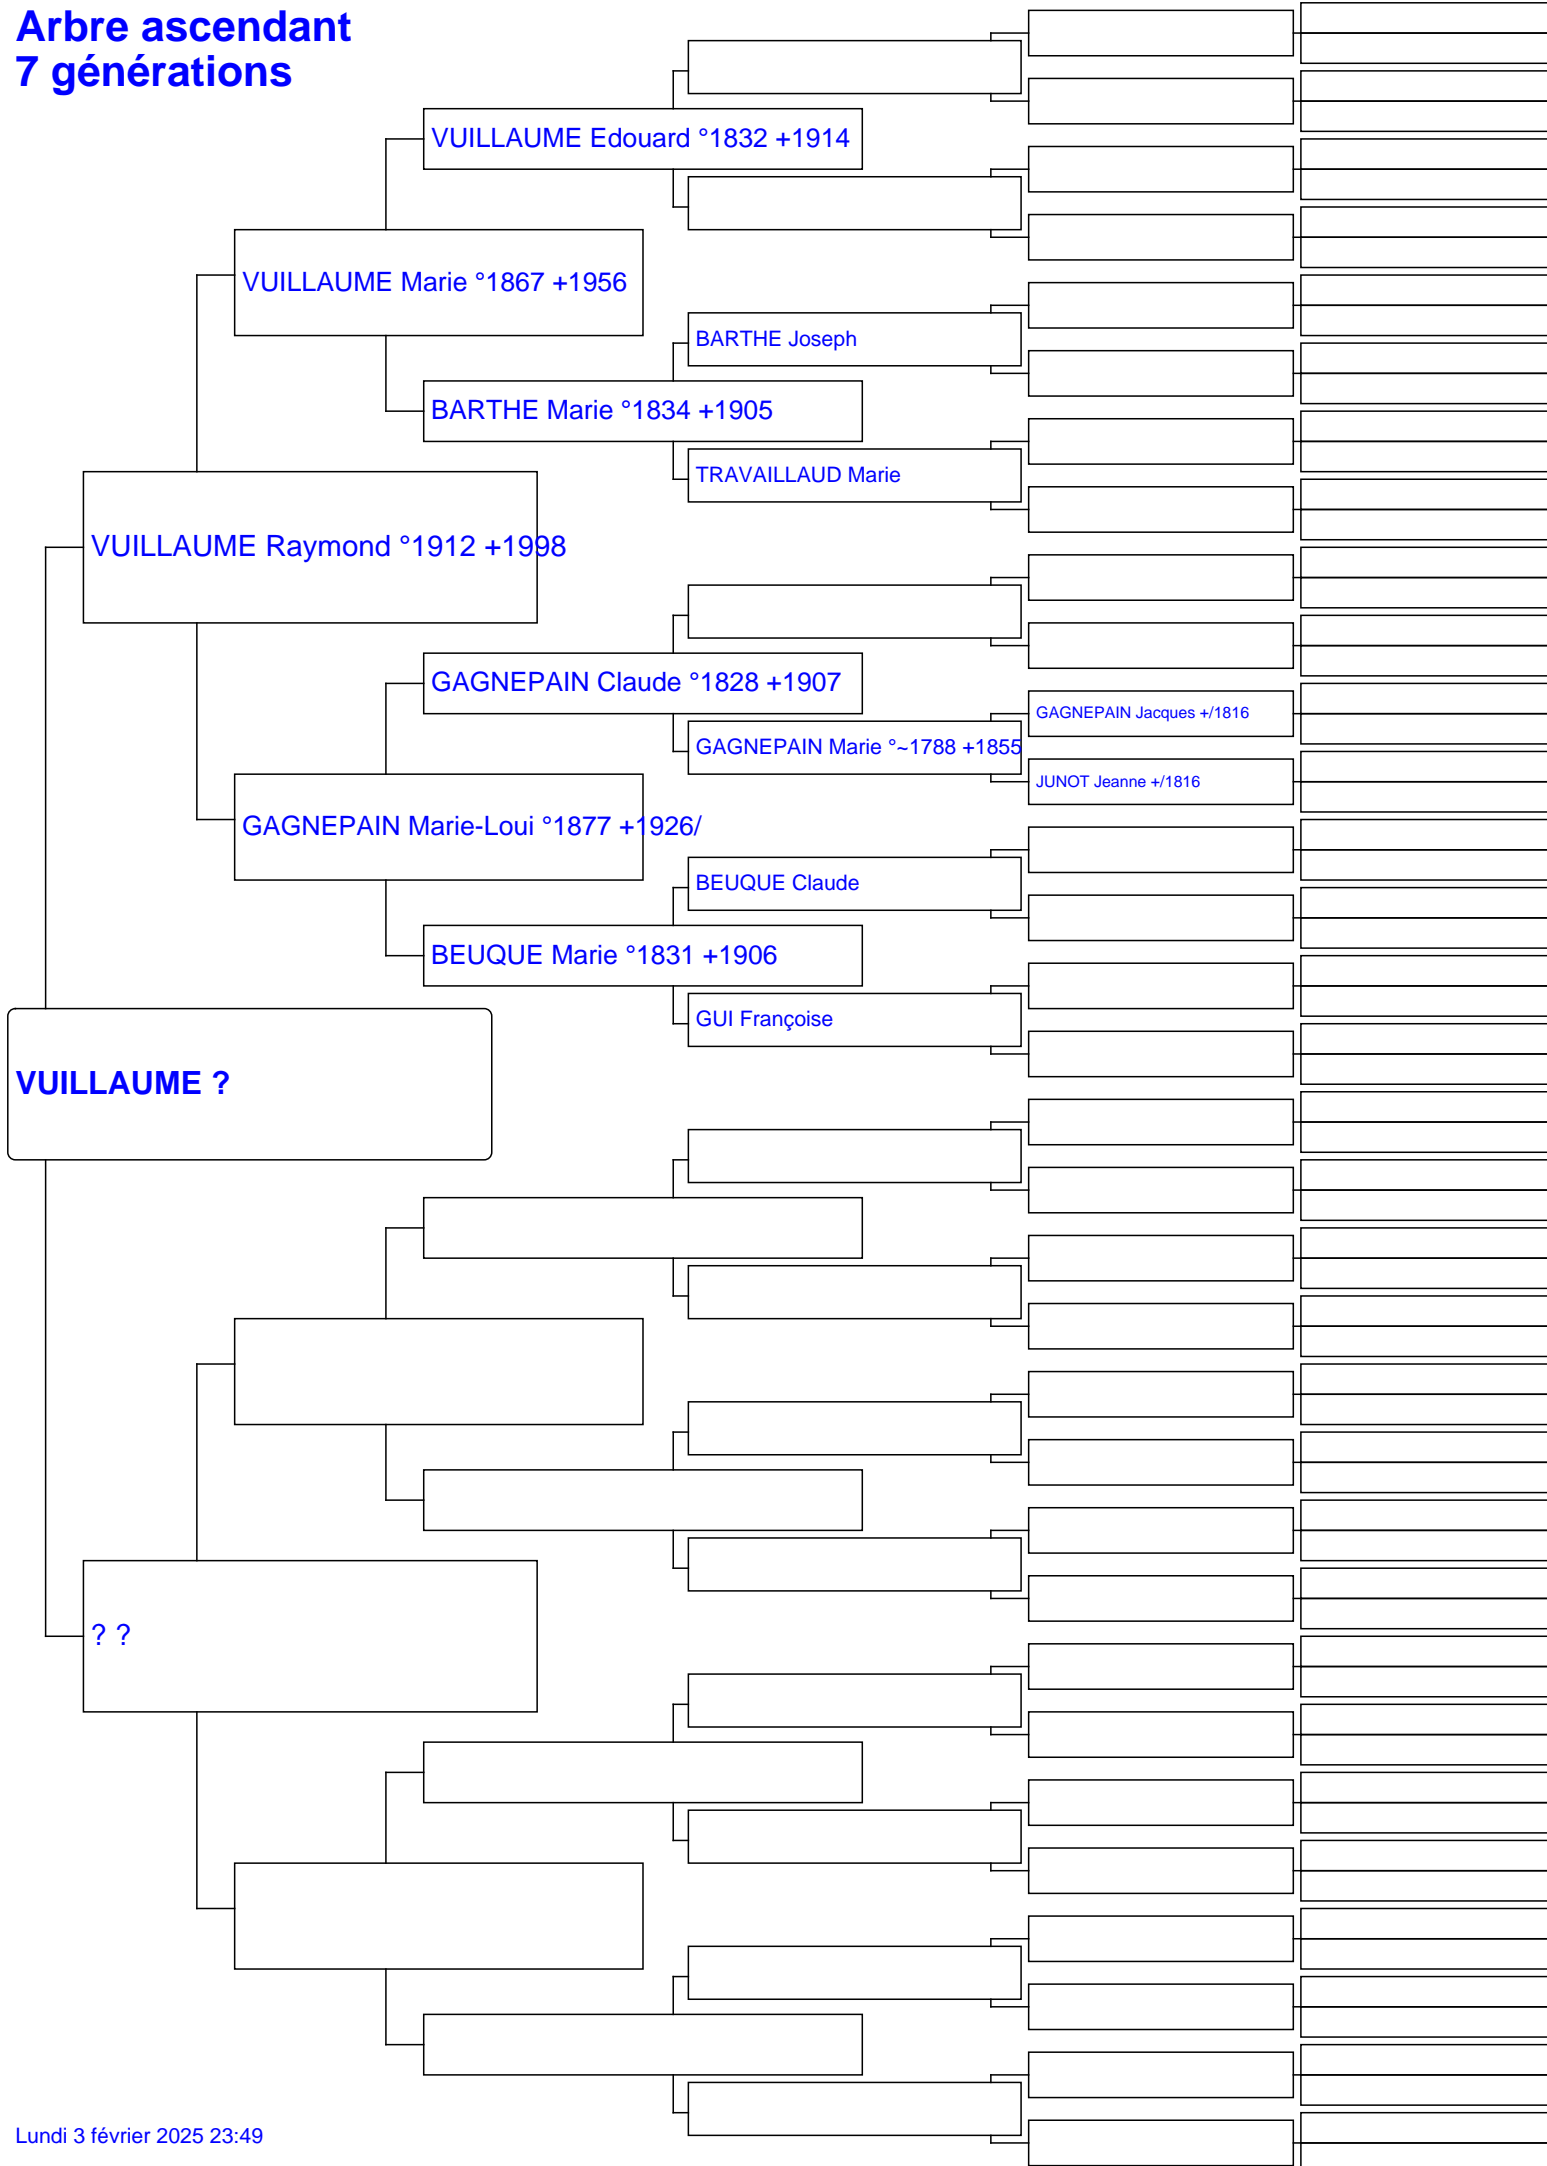 Arbre ascendant
7 générations
VUILLAUME Edouard °1832 +1914
VUILLAUME Marie °1867 +1956
BARTHE Joseph
BARTHE Marie °1834 +1905
TRAVAILLAUD Marie
VUILLAUME Raymond °1912 +1998
GAGNEPAIN Claude °1828 +1907
GAGNEPAIN Jacques +/1816
GAGNEPAIN Marie °~1788 +1855
JUNOT Jeanne +/1816
GAGNEPAIN Marie-Loui °1877 +1926/
BEUQUE Claude
BEUQUE Marie °1831 +1906
GUI Françoise
VUILLAUME ?
? ?
Lundi 3 février 2025 23:49